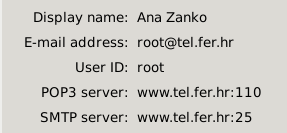 Display name: Ana Zanko
E-mail address: root@tel.fer.hr
User ID: root
POP3 server: www.tel.fer.hr:110
SMTP server: www.tel.fer.hr:25